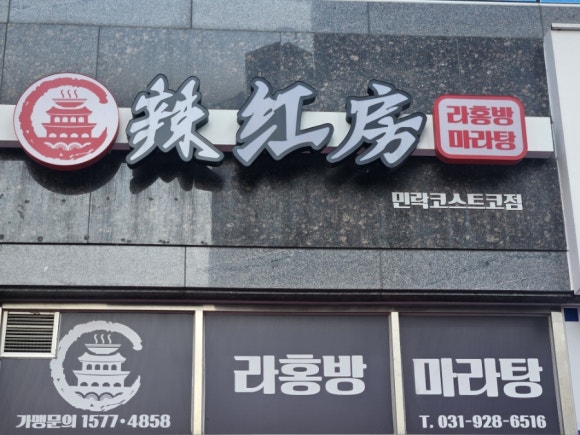 辣红房
라홍방
마라탕
민락코스트코점
라홍방 마라탕
가맹문의 1577·4858
T. 031-928-6516